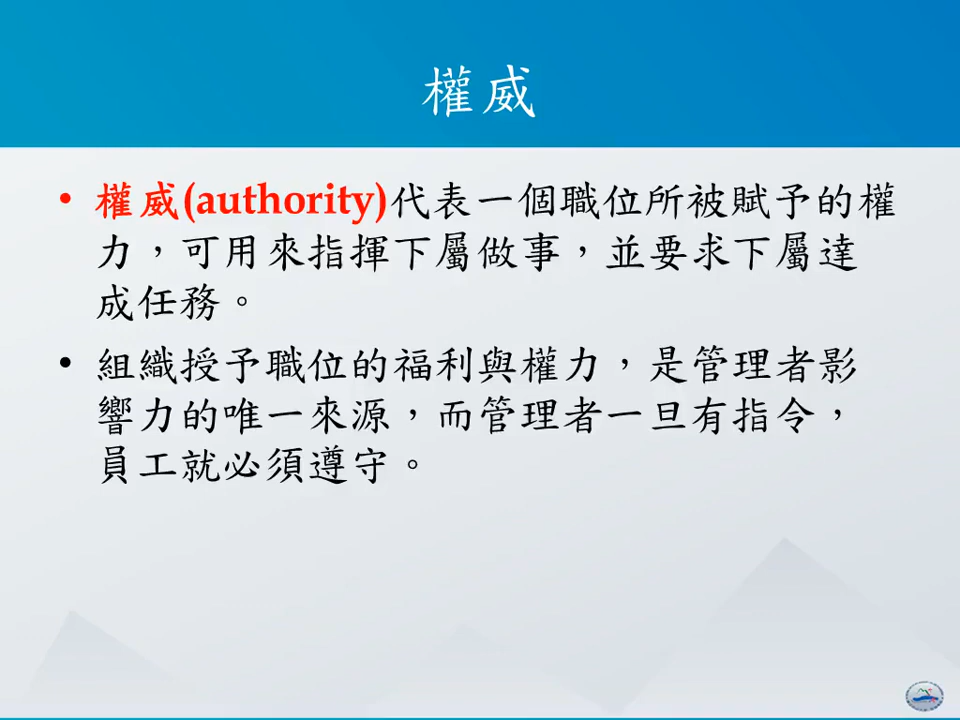 權威
• 權威(authority)代表一個職位所被賦予的權
力，可用來指揮下屬做事，並要求下屬達
成任務。
• 組織授予職位的福利與權力，是管理者影
響力的唯一來源，而管理者一旦有指令，
員工就必須遵守。